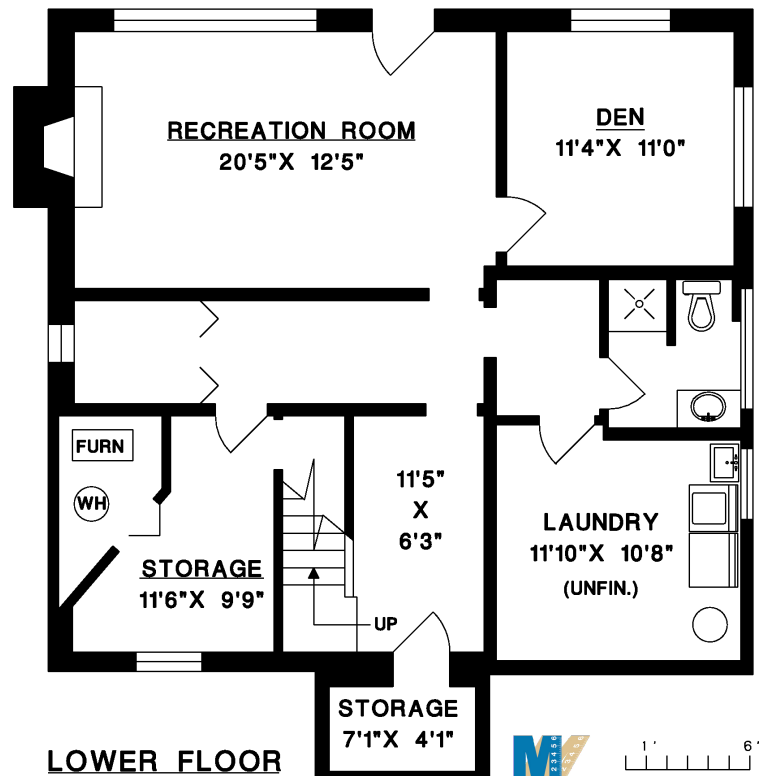 RECREATION ROOM
20'5"X 12'5"
DEN
11'4"X 11'0"
FURN
WH
STORAGE
11'6"X 9'9"
11'5"
X
6'3"
UP
LAUNDRY
11'10"X 10'8"
(UNFIN.)
STORAGE
7'1"X 4'1"
LOWER FLOOR
1' 6'